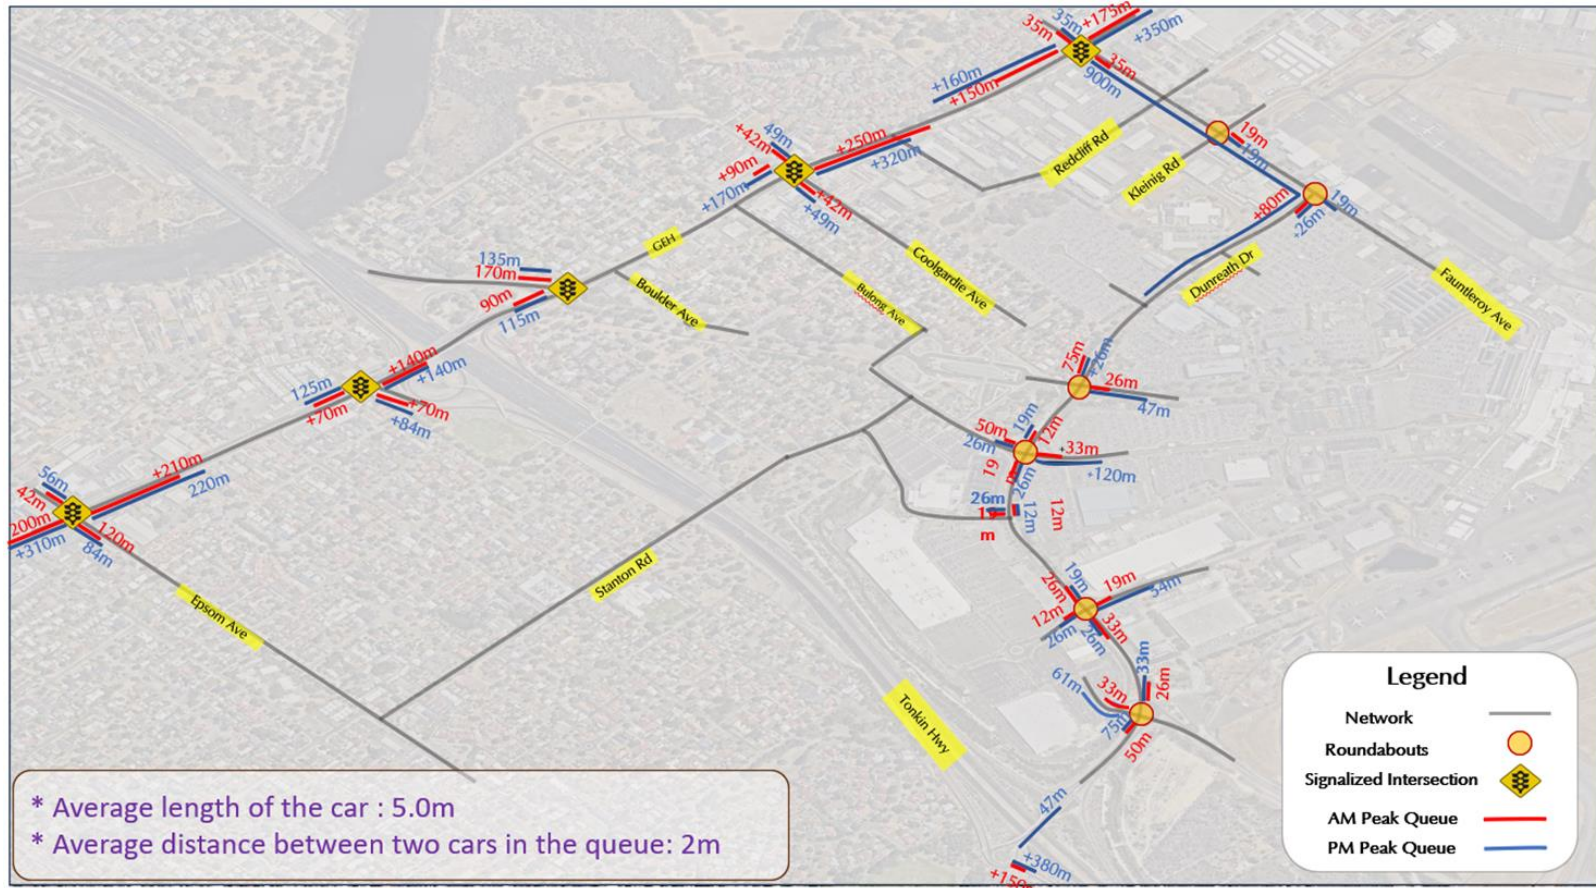 35m
35m
+175m
+350m
35m
900m
+160m
+150m
19m
19m
Redcliff Rd
Kleinig Rd
+80m
19m
+26m
49m
+42m
+90m
+170m
+250m
+320m
+42m
+49m
GEH
135m
170m
90m
115m
Boulder Ave
Bulong Ave
Coolgardie Ave
Dunreath Dr
Fauntleroy Ave
125m
+70m
+140m
+140m
+70m
+84m
75m
+26m
26m
47m
50m
26m
19m
12m
+33m
+120m
19
m
26m
26m
12m
12m
m
56m
42m
200m
+310m
+210m
220m
120m
84m
Epsom Ave
Stanton Rd
Tonkin Hwy
19m
26m
12m
26m
26m
33m
19m
54m
33m
26m
61m
33m
75m
50m
47m
+380m
Legend
Network
Roundabouts
Signalized Intersection
AM Peak Queue
PM Peak Queue
* Average length of the car : 5.0m
* Average distance between two cars in the queue: 2m